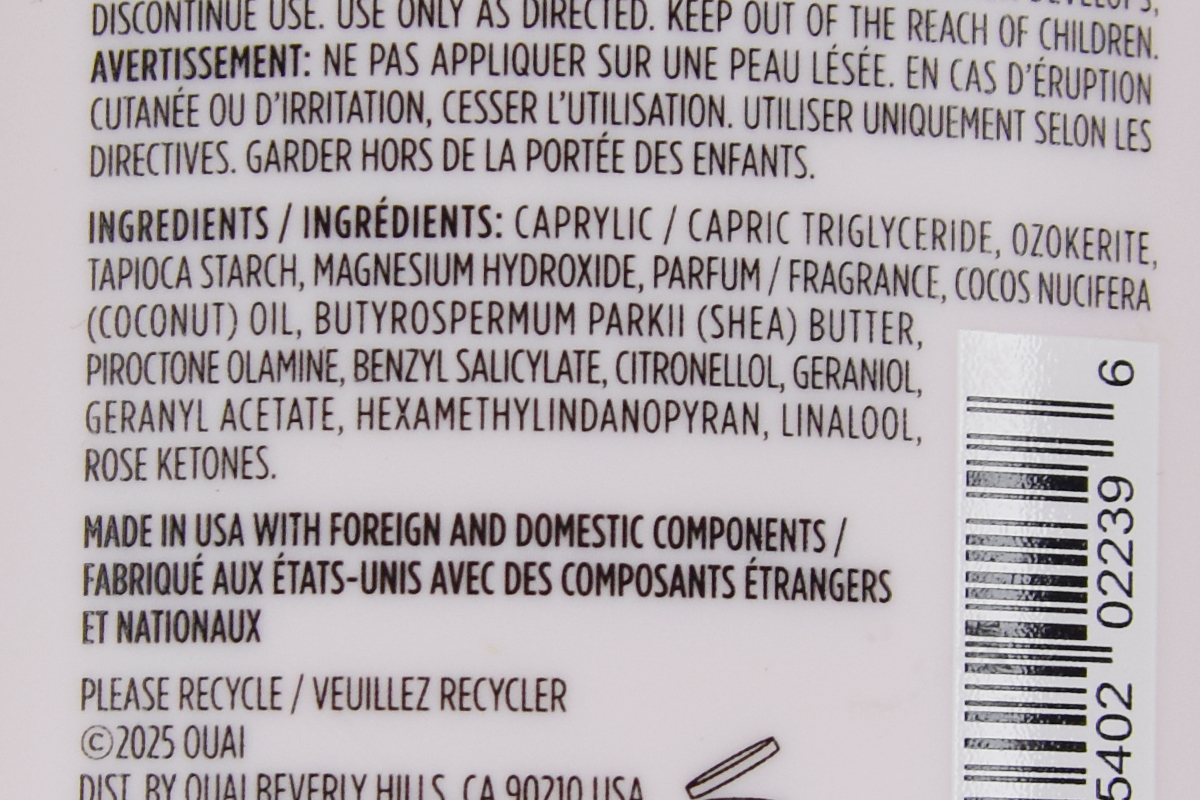 DISCONTINUE USE. USE ONLY AS DIRECTED. KEEP OUT OF THE REACH OF CHILDREN.
AVERTISSEMENT: NE PAS APPLIQUER SUR UNE PEAU LÉSÉE. EN CAS D'ÉRUPTION
CUTANÉE OU D'IRRITATION, CESSER L'UTILISATION. UTILISER UNIQUEMENT SELON LES
DIRECTIVES. GARDER HORS DE LA PORTÉE DES ENFANTS.
INGREDIENTS / INGRÉDIENTS: CAPRYLIC / CAPRIC TRIGLYCERIDE, OZOKERITE,
TAPIOCA STARCH, MAGNESIUM HYDROXIDE, PARFUM / FRAGRANCE, COCOS NUCIFERA
(COCONUT) OIL, BUTYROSPERMUM PARKII (SHEA) BUTTER,
PIROCTONE OLAMINE, BENZYL SALICYLATE, CITRONELLOL, GERANIOL,
GERANYL ACETATE, HEXAMETHYLINDANOPYRAN, LINALOOL,
ROSE KETONES.
MADE IN USA WITH FOREIGN AND DOMESTIC COMPONENTS /
FABRIQUÉ AUX ÉTATS-UNIS AVEC DES COMPOSANTS ÉTRANGERS
ET NATIONAUX
PLEASE RECYCLE / VEUILLEZ RECYCLER
©2025 OUAI
DIST. BY OUAI BEVERLY HILLS, CA 90210 USA
5402 02239 6